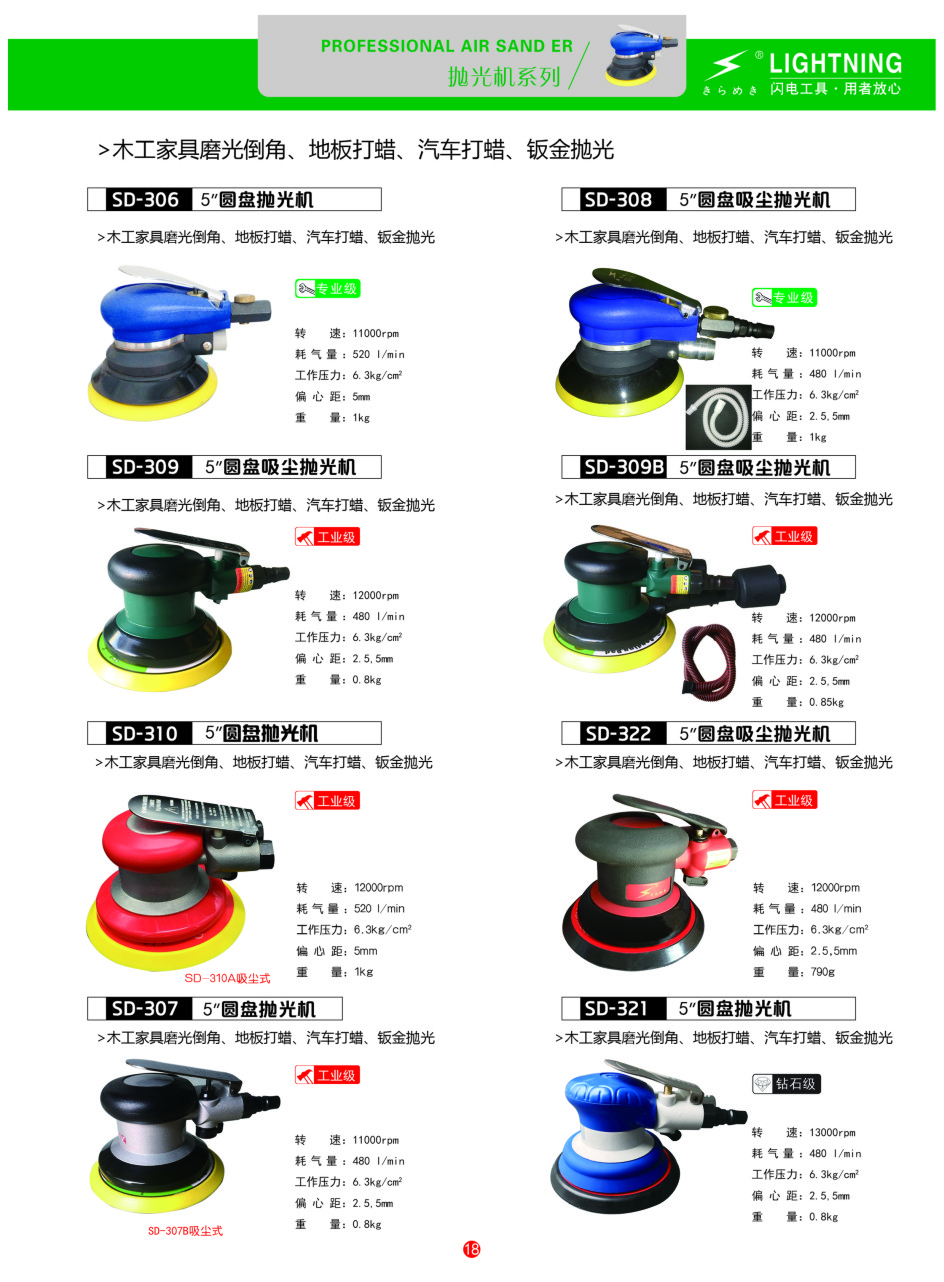 PROFESSIONAL AIR SAND ER
抛光机系列
® LIGHTNING
きらめき 闪电工具·用者放心
>木工家具磨光倒角、地板打蜡、汽车打蜡、钣金抛光
SD-306 5″圆盘抛光机
>木工家具磨光倒角、地板打蜡、汽车打蜡、钣金抛光
专业级
转 速：11000rpm
耗气量：520 l/min
工作压力：6.3kg/cm²
偏心距：5mm
重 量：1kg
SD-308 5″圆盘吸尘抛光机
>木工家具磨光倒角、地板打蜡、汽车打蜡、钣金抛光
专业级
转 速：11000rpm
耗气量：480 l/min
工作压力：6.3kg/cm²
偏心距：2.5,5mm
重 量：1kg
SD-309 5″圆盘吸尘抛光机
>木工家具磨光倒角、地板打蜡、汽车打蜡、钣金抛光
工业级
转 速：12000rpm
耗气量：480 l/min
工作压力：6.3kg/cm²
偏心距：2.5,5mm
重 量：0.8kg
SD-309B 5″圆盘吸尘抛光机
>木工家具磨光倒角、地板打蜡、汽车打蜡、钣金抛光
工业级
转 速：12000rpm
耗气量：480 l/min
工作压力：6.3kg/cm²
偏心距：2.5,5mm
重 量：0.85kg
SD-310 5″圆盘抛光机
>木工家具磨光倒角、地板打蜡、汽车打蜡、钣金抛光
工业级
转 速：12000rpm
耗气量：520 l/min
工作压力：6.3kg/cm²
偏心距：5mm
重 量：1kg
SD-310A吸尘式
SD-322 5″圆盘吸尘抛光机
>木工家具磨光倒角、地板打蜡、汽车打蜡、钣金抛光
工业级
转 速：12000rpm
耗气量：480 l/min
工作压力：6.3kg/cm²
偏心距：2.5,5mm
重 量：790g
SD-307 5″圆盘抛光机
>木工家具磨光倒角、地板打蜡、汽车打蜡、钣金抛光
工业级
转 速：11000rpm
耗气量：480 l/min
工作压力：6.3kg/cm²
偏心距：2.5,5mm
重 量：0.8kg
SD-307B吸尘式
SD-321 5″圆盘抛光机
>木工家具磨光倒角、地板打蜡、汽车打蜡、钣金抛光
钻石级
转 速：13000rpm
耗气量：480 l/min
工作压力：6.3kg/cm²
偏心距：2.5,5mm
重 量：0.8kg
18